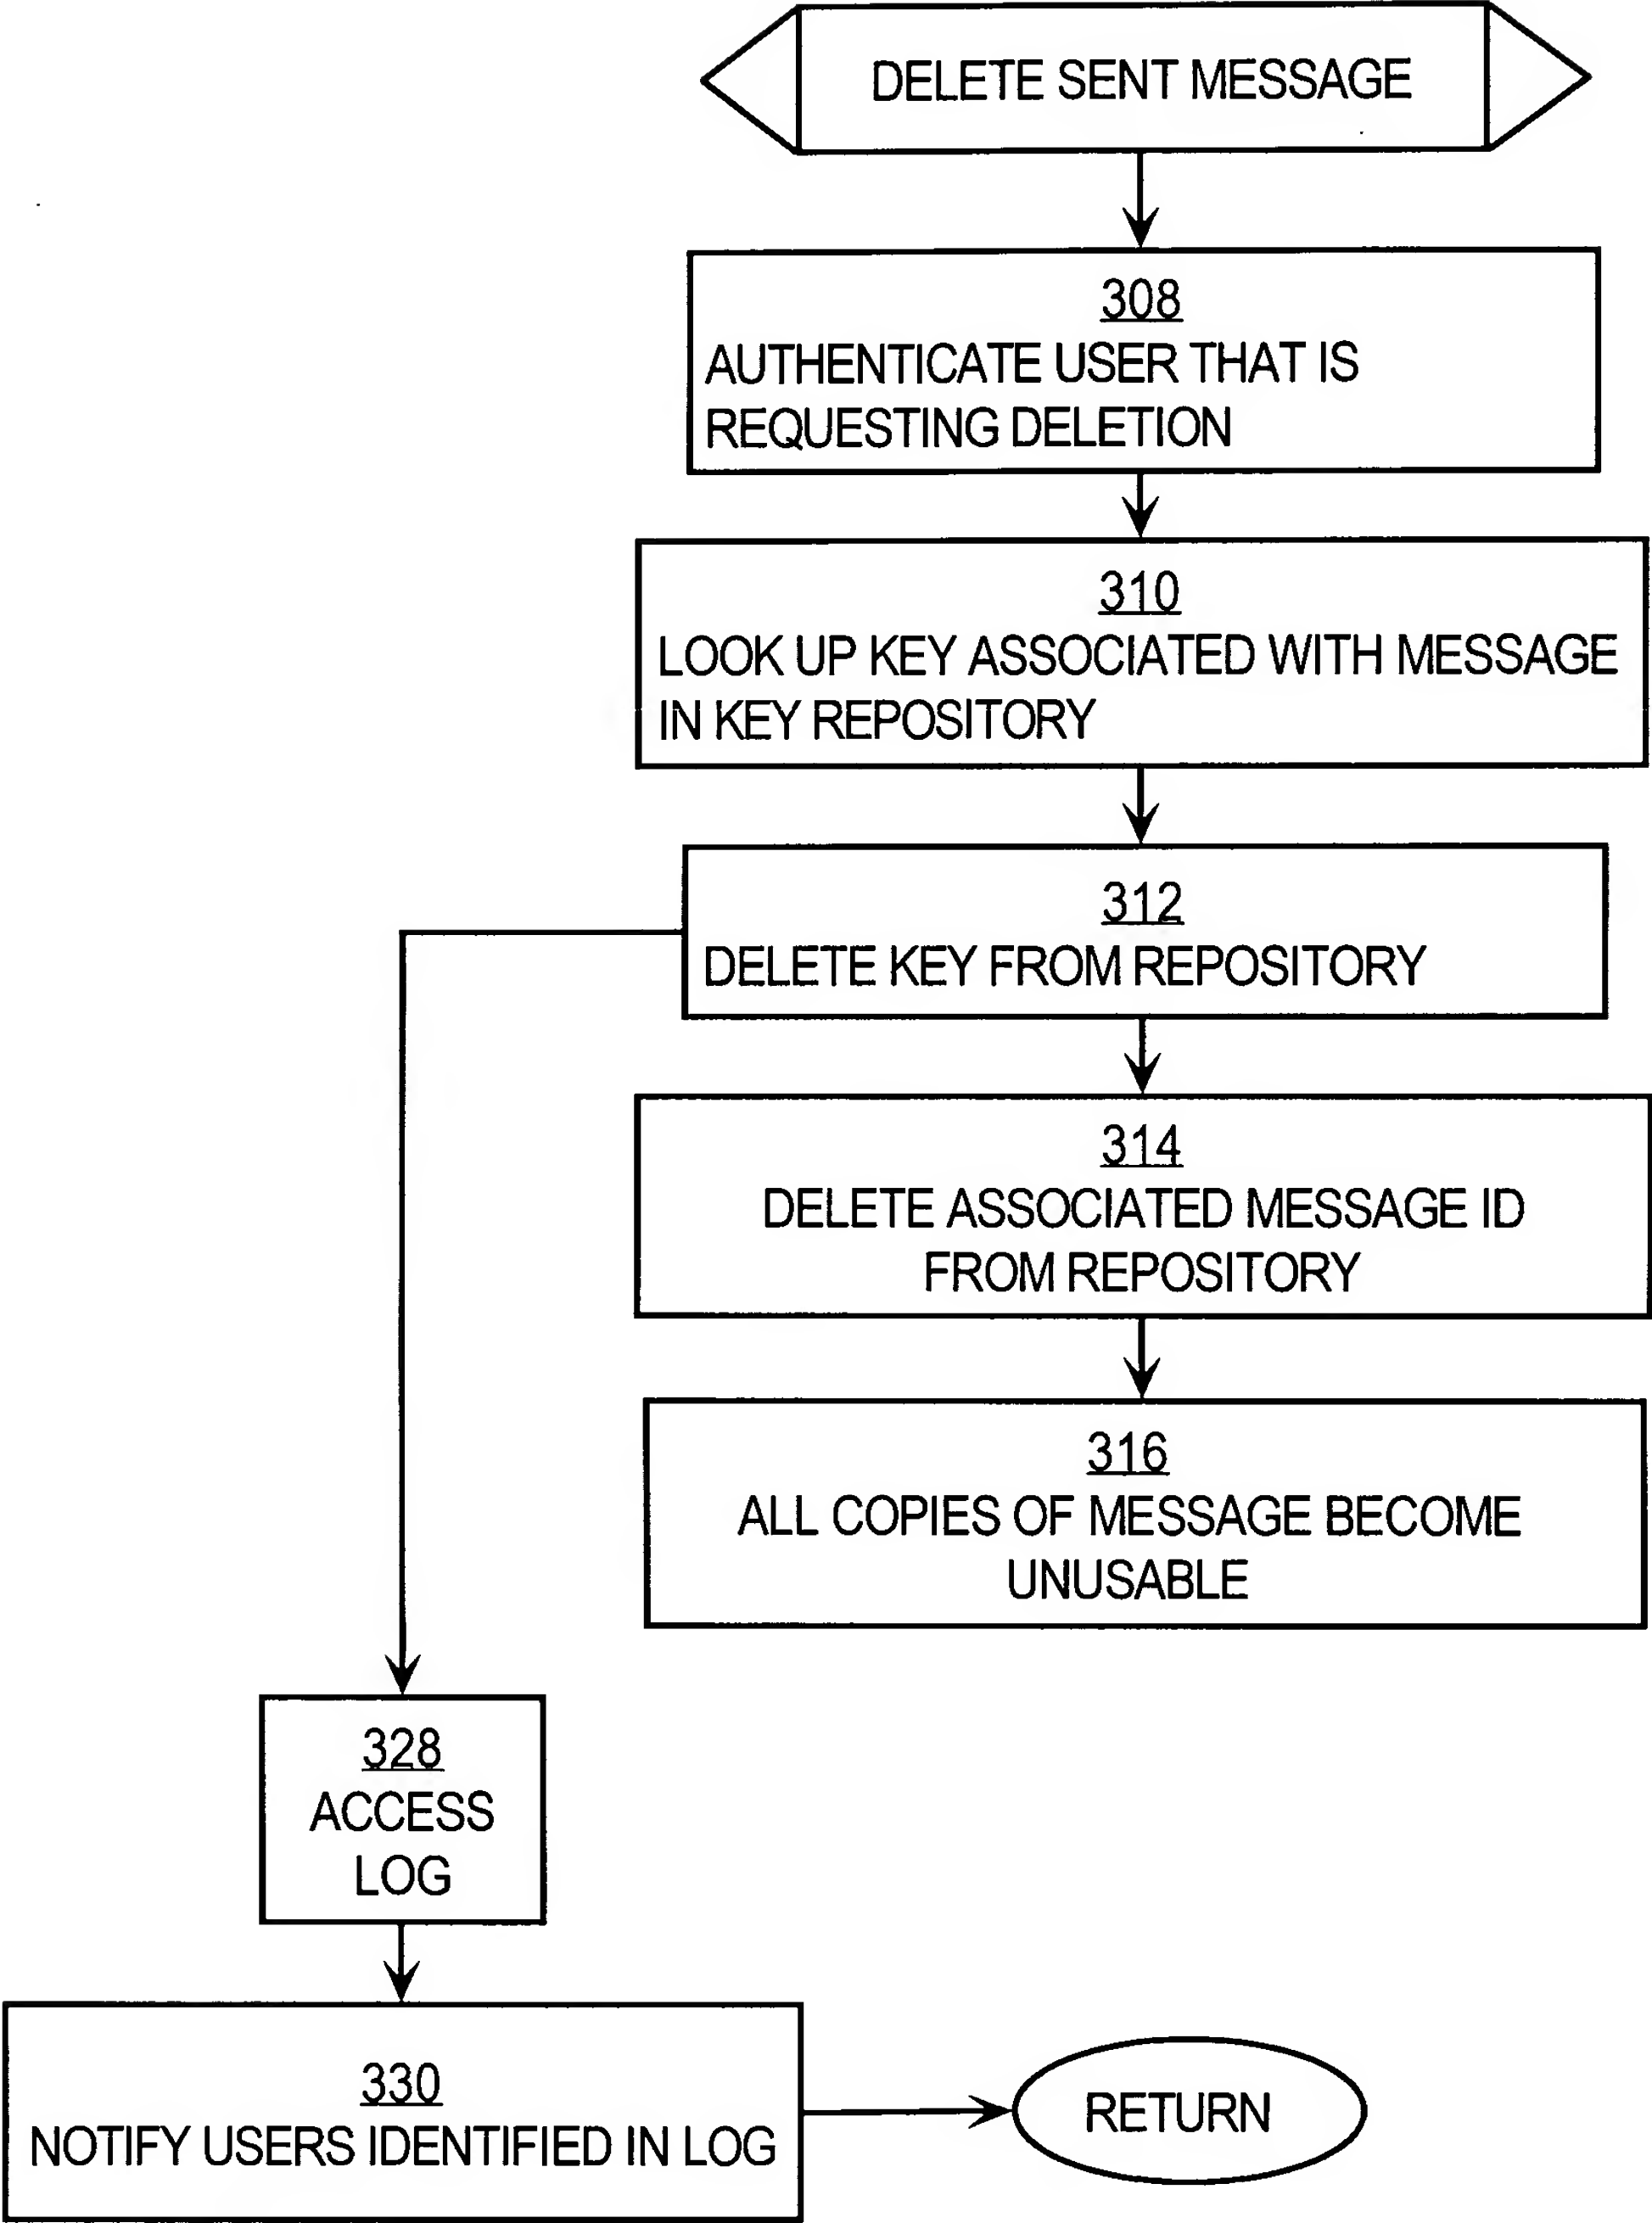 DELETE SENT MESSAGE
308
AUTHENTICATE USER THAT IS
REQUESTING DELETION
310
LOOK UP KEY ASSOCIATED WITH MESSAGE
IN KEY REPOSITORY
312
DELETE KEY FROM REPOSITORY
314
DELETE ASSOCIATED MESSAGE ID
FROM REPOSITORY
316
ALL COPIES OF MESSAGE BECOME
UNUSABLE
328
ACCESS
LOG
330
NOTIFY USERS IDENTIFIED IN LOG
RETURN